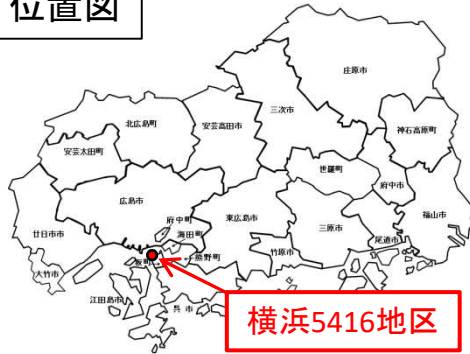 位置図
庄原市
三次市
北広島町
安芸高田市
神石高原町
安芸太田町
世羅町
府中市
広島市
府中町
東広島市
三原市
福山市
廿日市市
海田町
尾道市
熊野町
竹原市
坂町
大竹市
江田島市
呉市
横浜5416地区